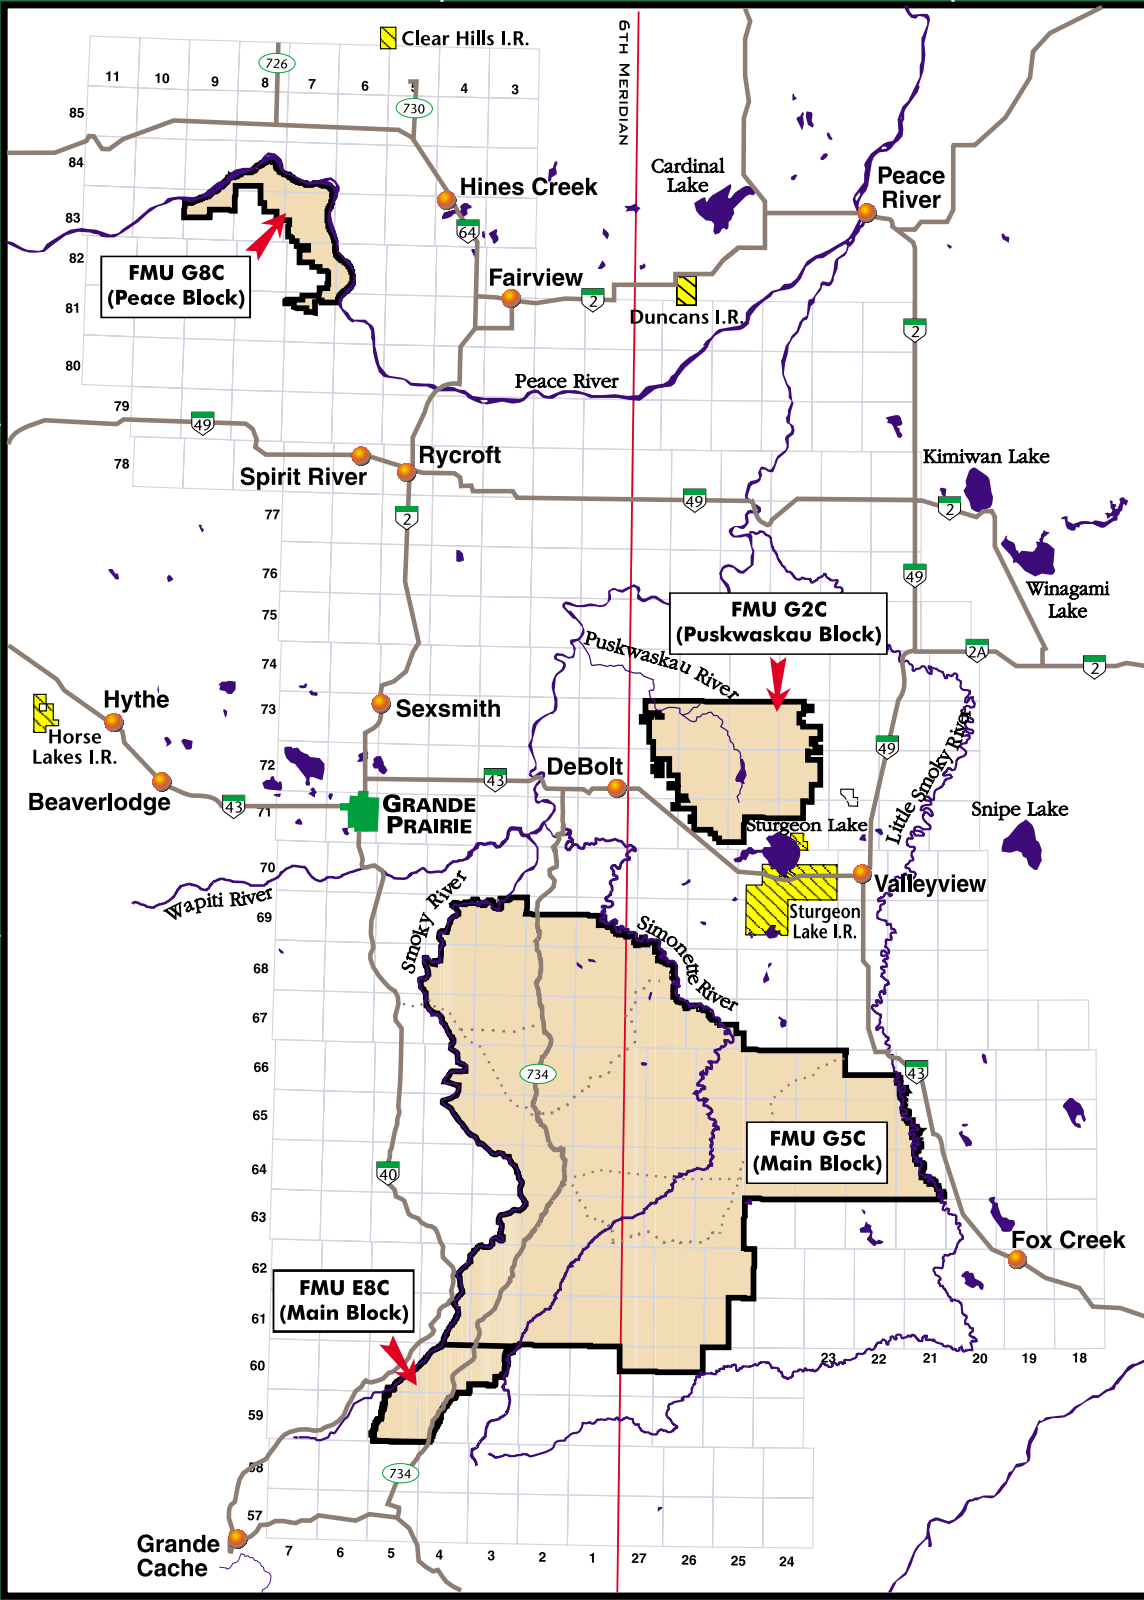 Clear Hills I.R.
6TH MERIDIAN
726
11 10 9 8 7 6 5 4 3
730
85
84
Cardinal
Lake
Peace
River
Hines Creek
83
64
82
FMU G8C
(Peace Block)
Fairview
2
81
Duncans I.R.
2
80
Peace River
79
49
Rycroft
78
Spirit River
Kimiwan Lake
49
2
77
2
76
49
Winagami
Lake
75
FMU G2C
(Puskwaskau Block)
Puskwaskau River
74
2A
2
Hythe
73
Sexsmith
Horse
Lakes I.R.
49
Little Smoky River
72
DeBolt
43
Beaverlodge
43
71
GRANDE
PRAIRIE
Snipe Lake
Sturgeon Lake
70
Valleyview
Wapiti River
Smoky River
69
Sturgeon
Lake I.R.
Simonette River
68
67
66
734
43
65
FMU G5C
(Main Block)
64
40
63
Fox Creek
62
FMU E8C
(Main Block)
61
60
23 22 21 20 19 18
59
58
734
57
Grande
Cache
7 6 5 4 3 2 1 27 26 25 24